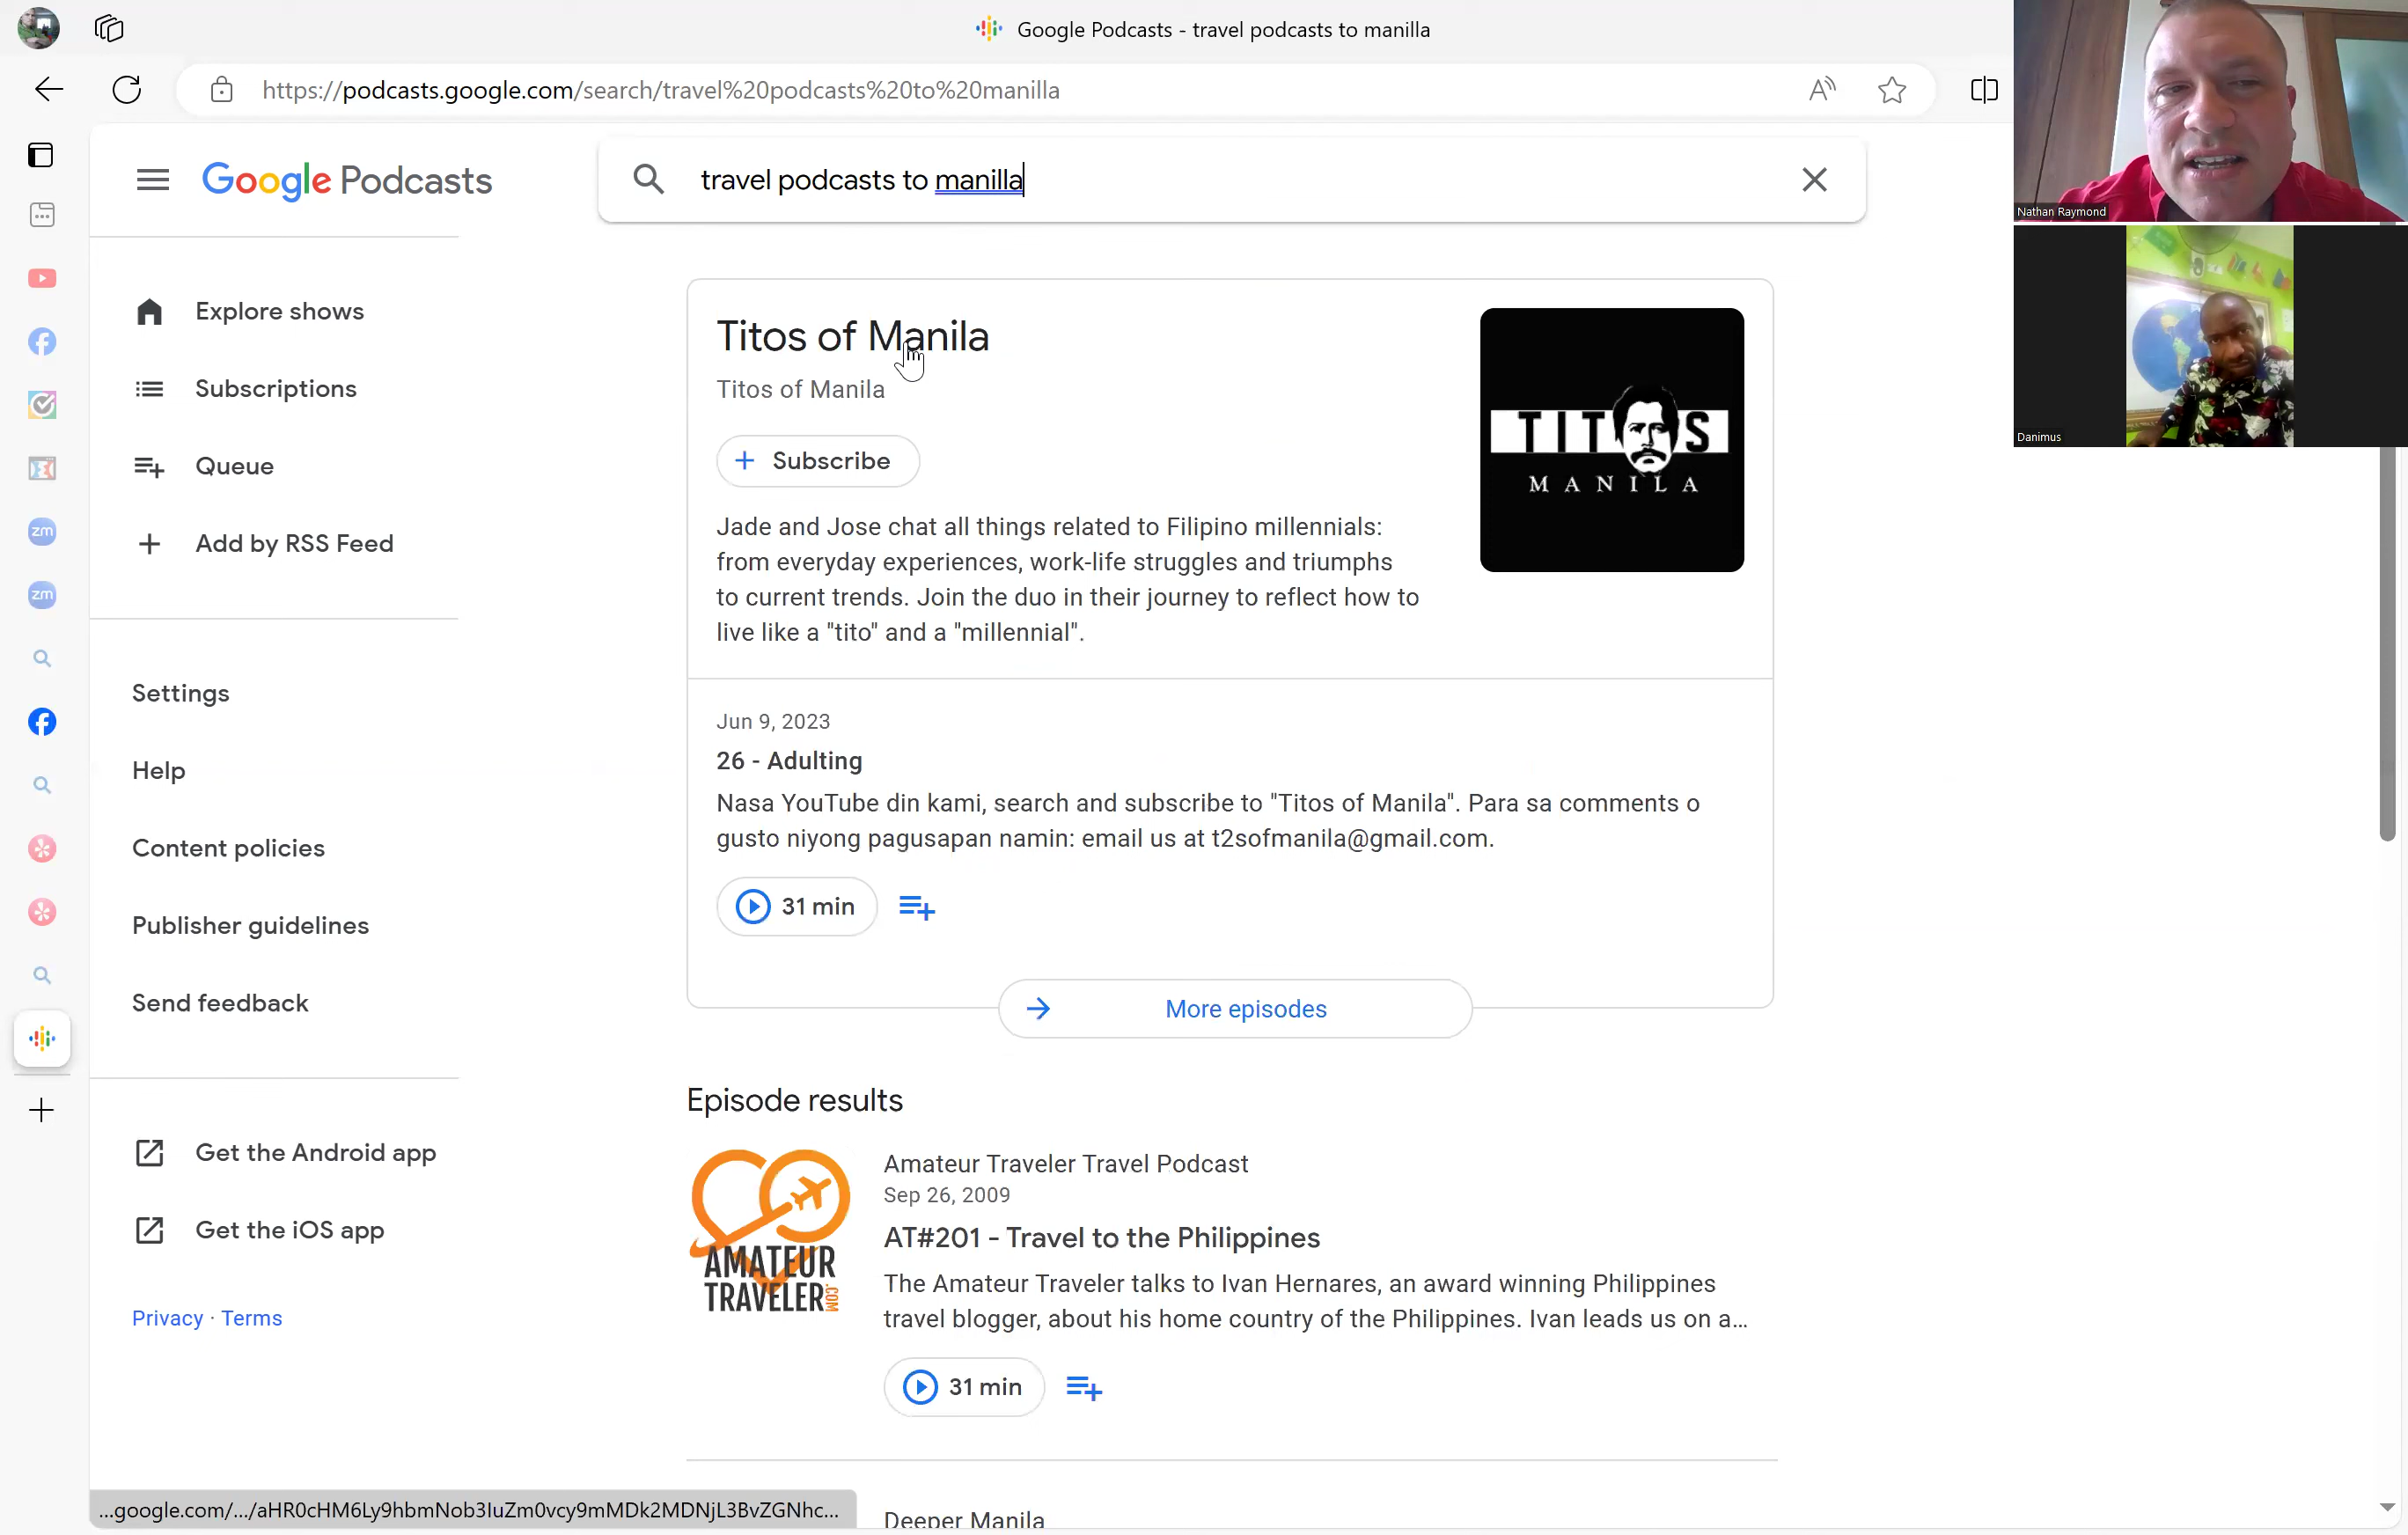 Google Podcasts - travel podcasts to manilla
https://podcasts.google.com/search/travel%20podcasts%20to%20manilla
Google Podcasts
travel podcasts to manilla
Nathan Raymond
Danimus
Explore shows
Subscriptions
Queue
Add by RSS Feed
Settings
Help
Content policies
Publisher guidelines
Send feedback
Get the Android app
Get the iOS app
Privacy · Terms
zm
zm
Titos of Manila
Titos of Manila
Subscribe
Jade and Jose chat all things related to Filipino millennials:
from everyday experiences, work-life struggles and triumphs
to current trends. Join the duo in their journey to reflect how to
live like a "tito" and a "millennial".
TITOS
MANILA
Jun 9, 2023
26 - Adulting
Nasa YouTube din kami, search and subscribe to "Titos of Manila". Para sa comments o
gusto niyong pagusapan namin: email us at t2sofmanila@gmail.com.
31 min
More episodes
Episode results
AMATEUR
TRAVELER.COM
Amateur Traveler Travel Podcast
Sep 26, 2009
AT#201 - Travel to the Philippines
The Amateur Traveler talks to Ivan Hernares, an award winning Philippines
travel blogger, about his home country of the Philippines. Ivan leads us on a...
31 min
Deeper Manila